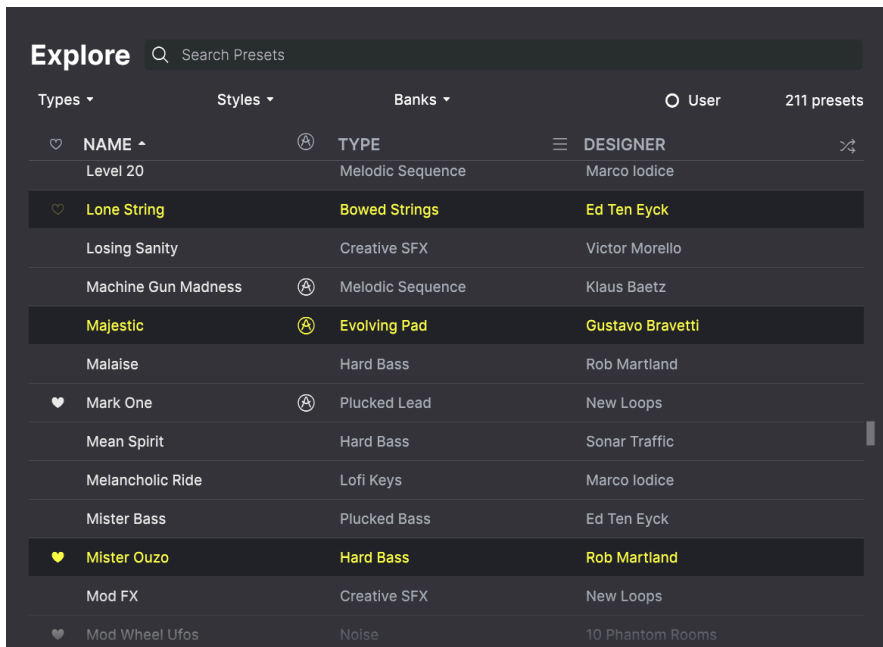 Explore Search Presets
Types Styles Banks User 211 presets
NAME TYPE DESIGNER
Level 20 Melodic Sequence Marco Iodice
Lone String Bowed Strings Ed Ten Eyck
Losing Sanity Creative SFX Victor Morello
Machine Gun Madness Melodic Sequence Klaus Baetz
Majestic Evolving Pad Gustavo Bravetti
Malaise Hard Bass Rob Martland
Mark One Plucked Lead New Loops
Mean Spirit Hard Bass Sonar Traffic
Melancholic Ride Lofi Keys Marco Iodice
Mister Bass Plucked Bass Ed Ten Eyck
Mister Ouzo Hard Bass Rob Martland
Mod FX Creative SFX New Loops
Mod Wheel Ufos Noise 10 Phantom Rooms